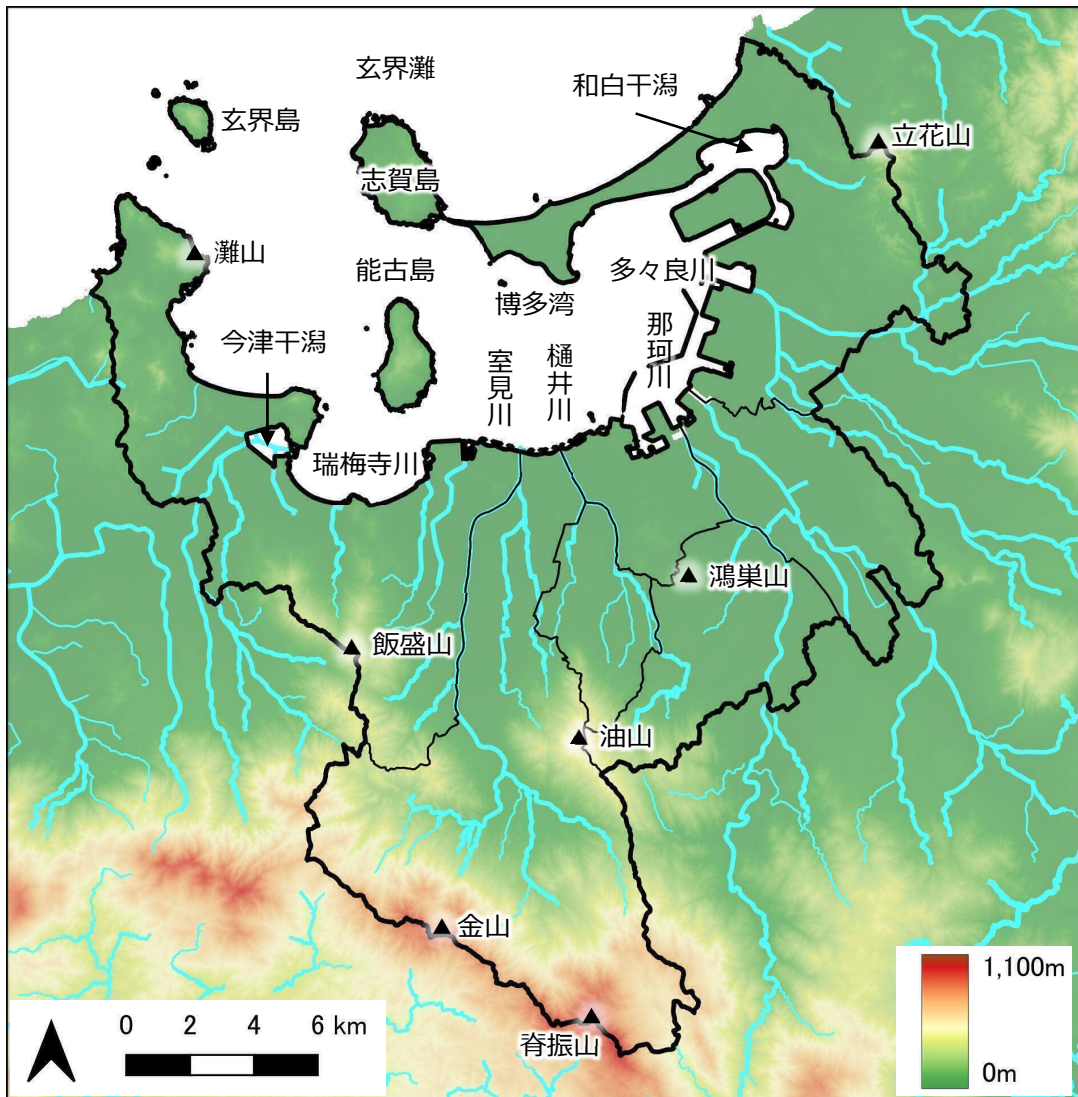 玄界灘
和白干潟
玄界島
立花山
志賀島
灘山
能古島
多々良川
博多湾
今津干潟
那珂川
樋井川
室見川
瑞梅寺川
鴻巣山
飯盛山
油山
金山
脊振山
1,100m
0m
0 2 4 6 km